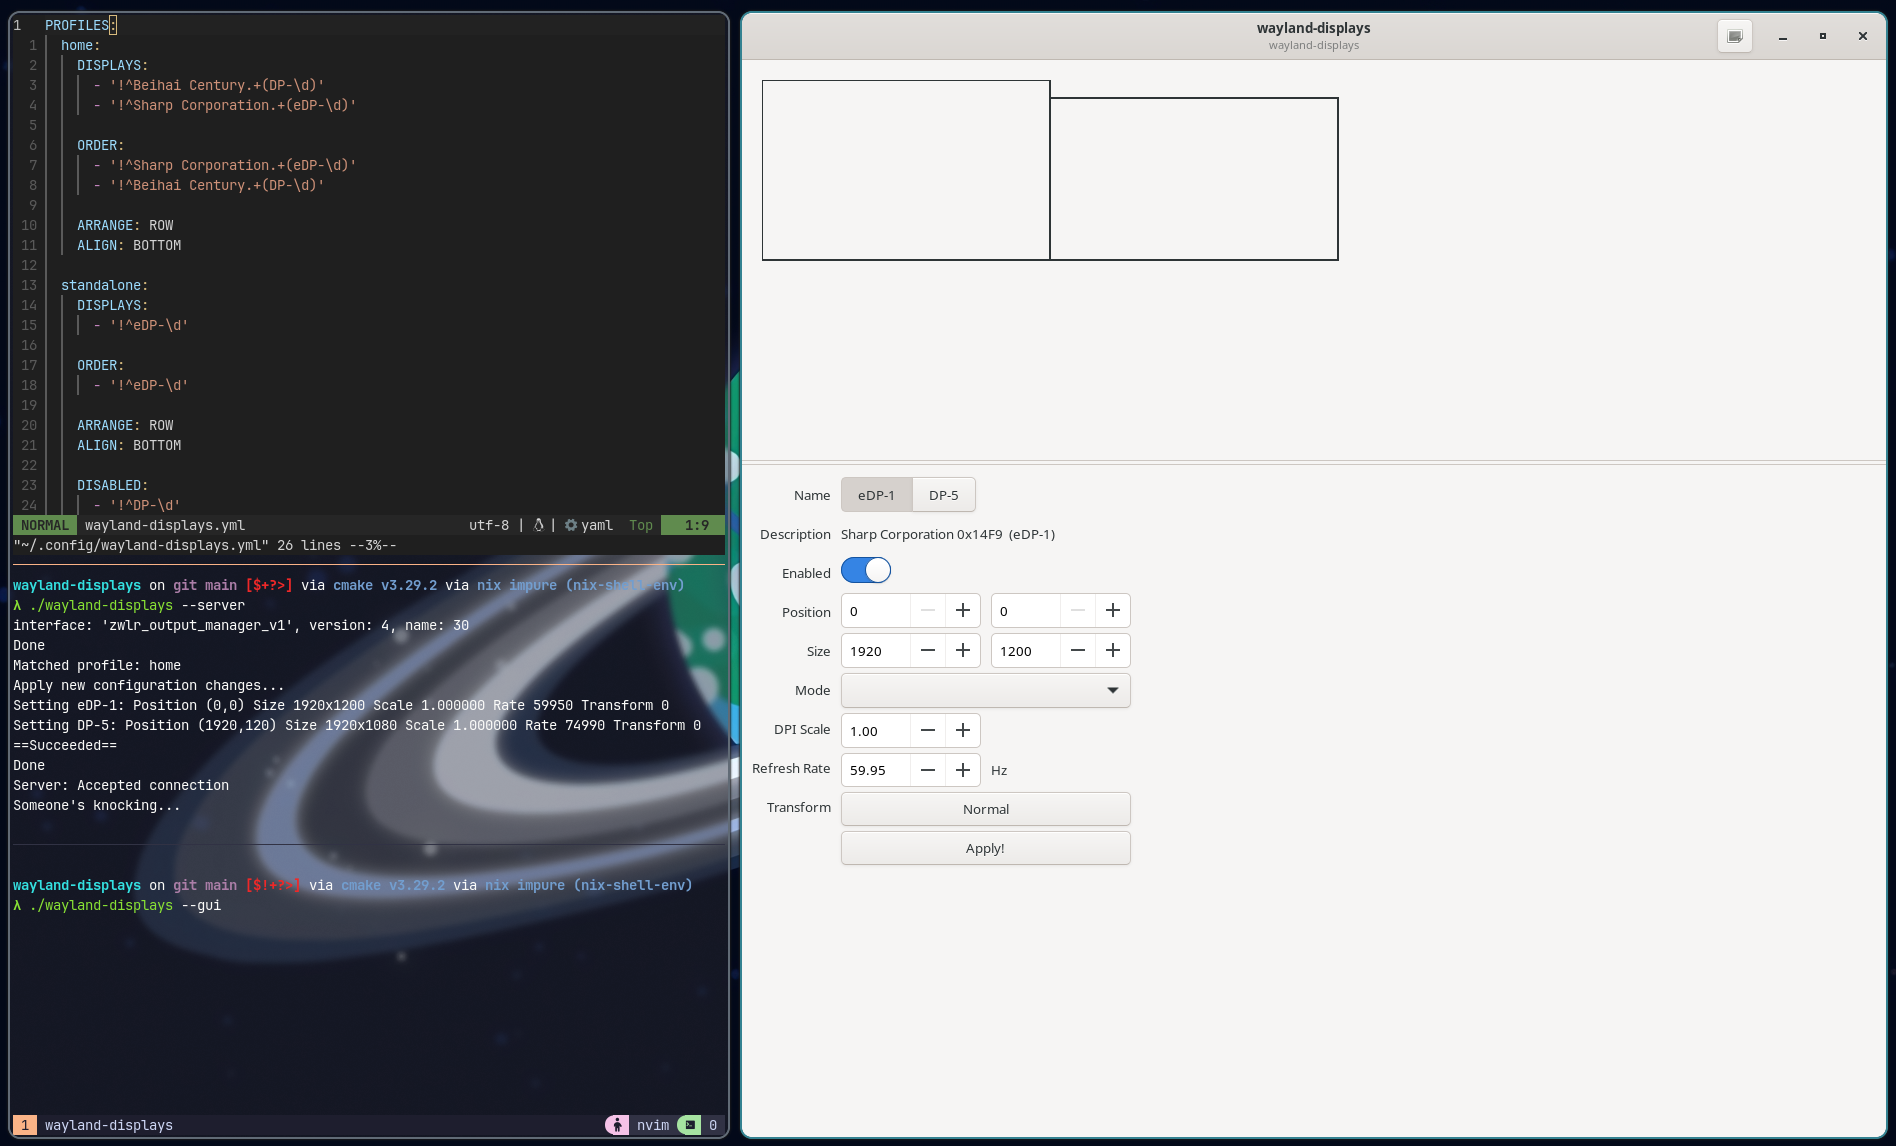 1 PROFILES:
1 home:
2 DISPLAYS:
3 - '!^Beihai Century.+(DP-\d)'
4 - '!^Sharp Corporation.+(eDP-\d)'
5
6 ORDER:
7 - '!^Sharp Corporation.+(eDP-\d)'
8 - '!^Beihai Century.+(DP-\d)'
9
10 ARRANGE: ROW
11 ALIGN: BOTTOM
12
13 standalone:
14 DISPLAYS:
15 - '!^eDP-\d'
16
17 ORDER:
18 - '!^eDP-\d'
19
20 ARRANGE: ROW
21 ALIGN: BOTTOM
22
23 DISABLED:
24 - '!^DP-\d'
NORMAL wayland-displays.yml utf-8 | | yaml Top 1:9
"~/.config/wayland-displays.yml" 26 lines --3%--
wayland-displays on git main [$+?>] via cmake v3.29.2 via nix impure (nix-shell-env)
λ ./wayland-displays --server
interface: 'zwlr_output_manager_v1', version: 4, name: 30
Done
Matched profile: home
Apply new configuration changes...
Setting eDP-1: Position (0,0) Size 1920x1200 Scale 1.000000 Rate 59950 Transform 0
Setting DP-5: Position (1920,120) Size 1920x1080 Scale 1.000000 Rate 74990 Transform 0
==Succeeded==
Done
Server: Accepted connection
Someone's knocking...
wayland-displays on git main [$!+?>] via cmake v3.29.2 via nix impure (nix-shell-env)
λ ./wayland-displays --gui
1 wayland-displays nvim 0
wayland-displays
wayland-displays
Name eDP-1 DP-5
Description Sharp Corporation 0x14F9 (eDP-1)
Enabled
Position 0 0
Size 1920 1200
Mode
DPI Scale 1.00
Refresh Rate 59.95 Hz
Transform Normal
Apply!